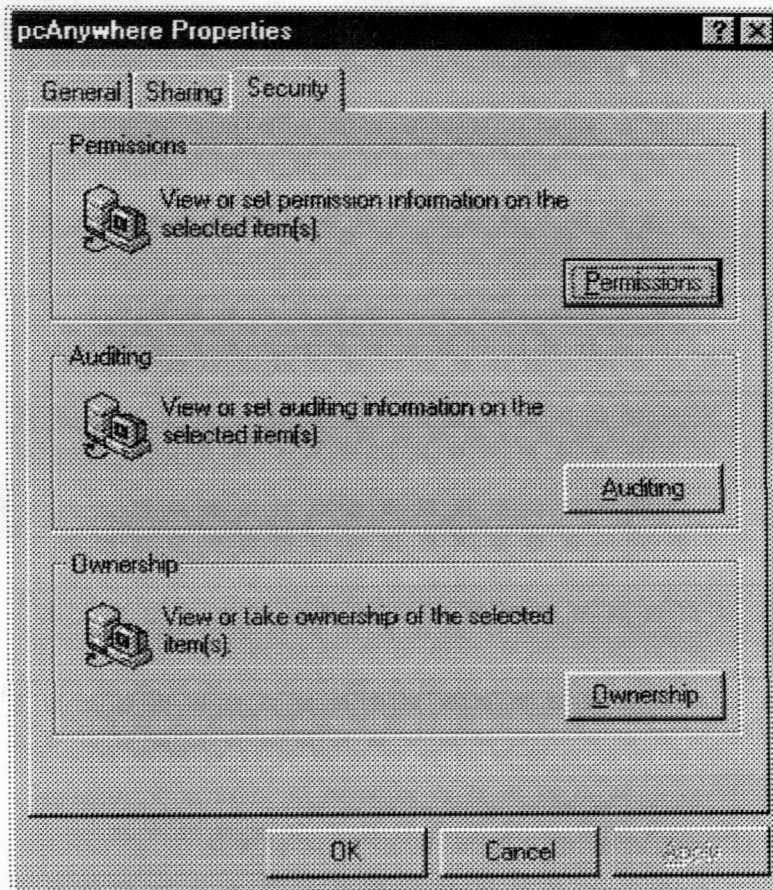 pcAnywhere Properties
General Sharing Security
Permissions
View or set permission information on the
selected item(s).
Permissions
Auditing
View or set auditing information on the
selected item(s)
Auditing
Ownership
View or take ownership of the selected
item(s).
Ownership
OK Cancel Apply